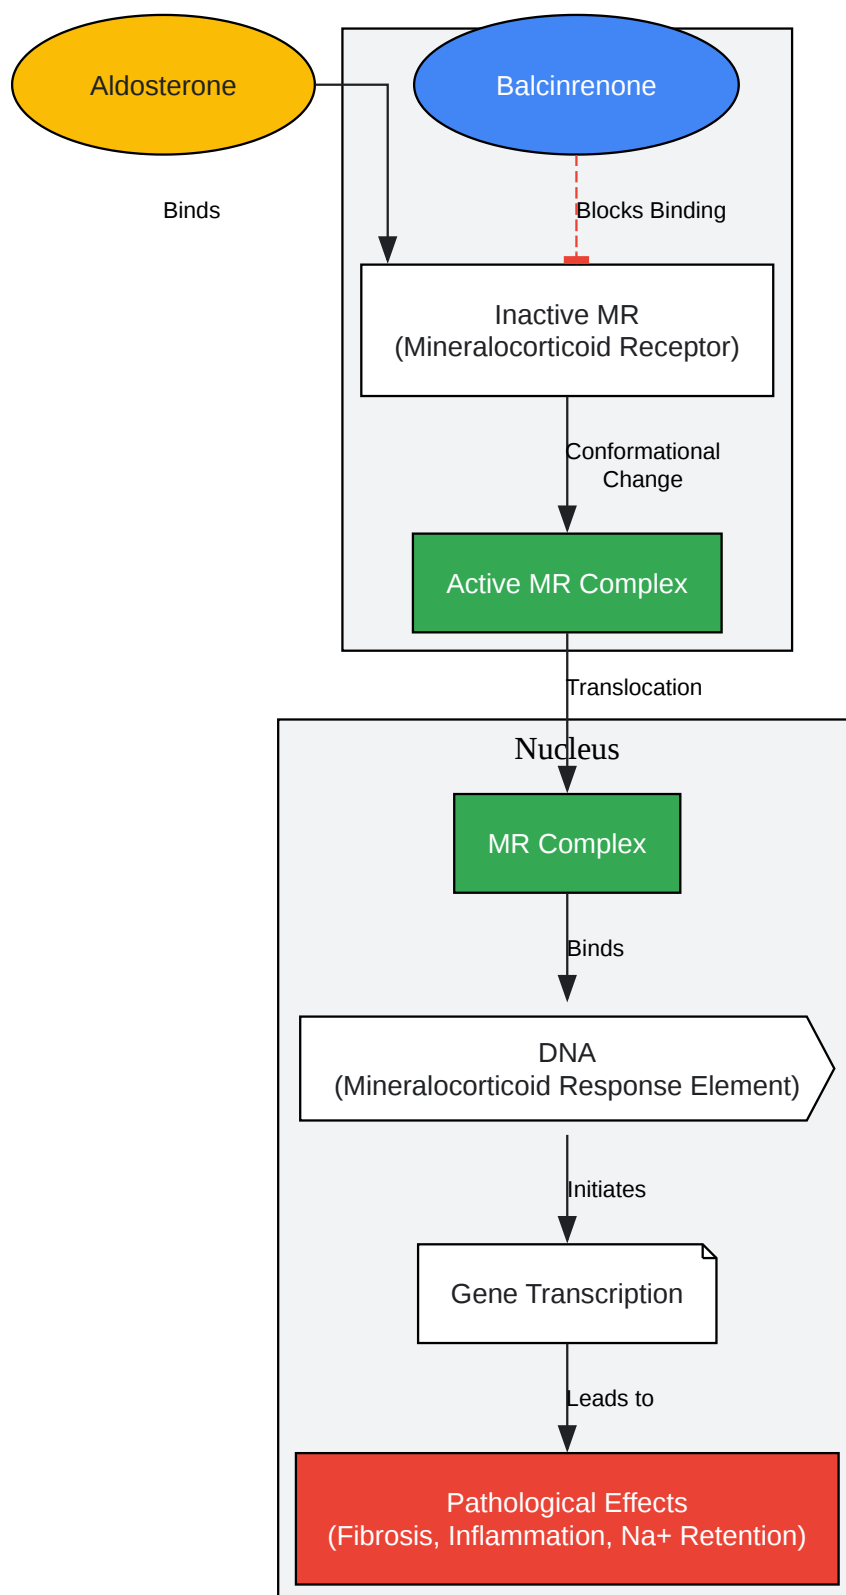 Aldosterone
Balcinrenone
Binds
Blocks Binding
Inactive MR
(Mineralocorticoid Receptor)
Conformational
Change
Active MR Complex
Translocation
Nucleus
MR Complex
Binds
DNA
(Mineralocorticoid Response Element)
Initiates
Gene Transcription
Leads to
Pathological Effects
(Fibrosis, Inflammation, Na+ Retention)